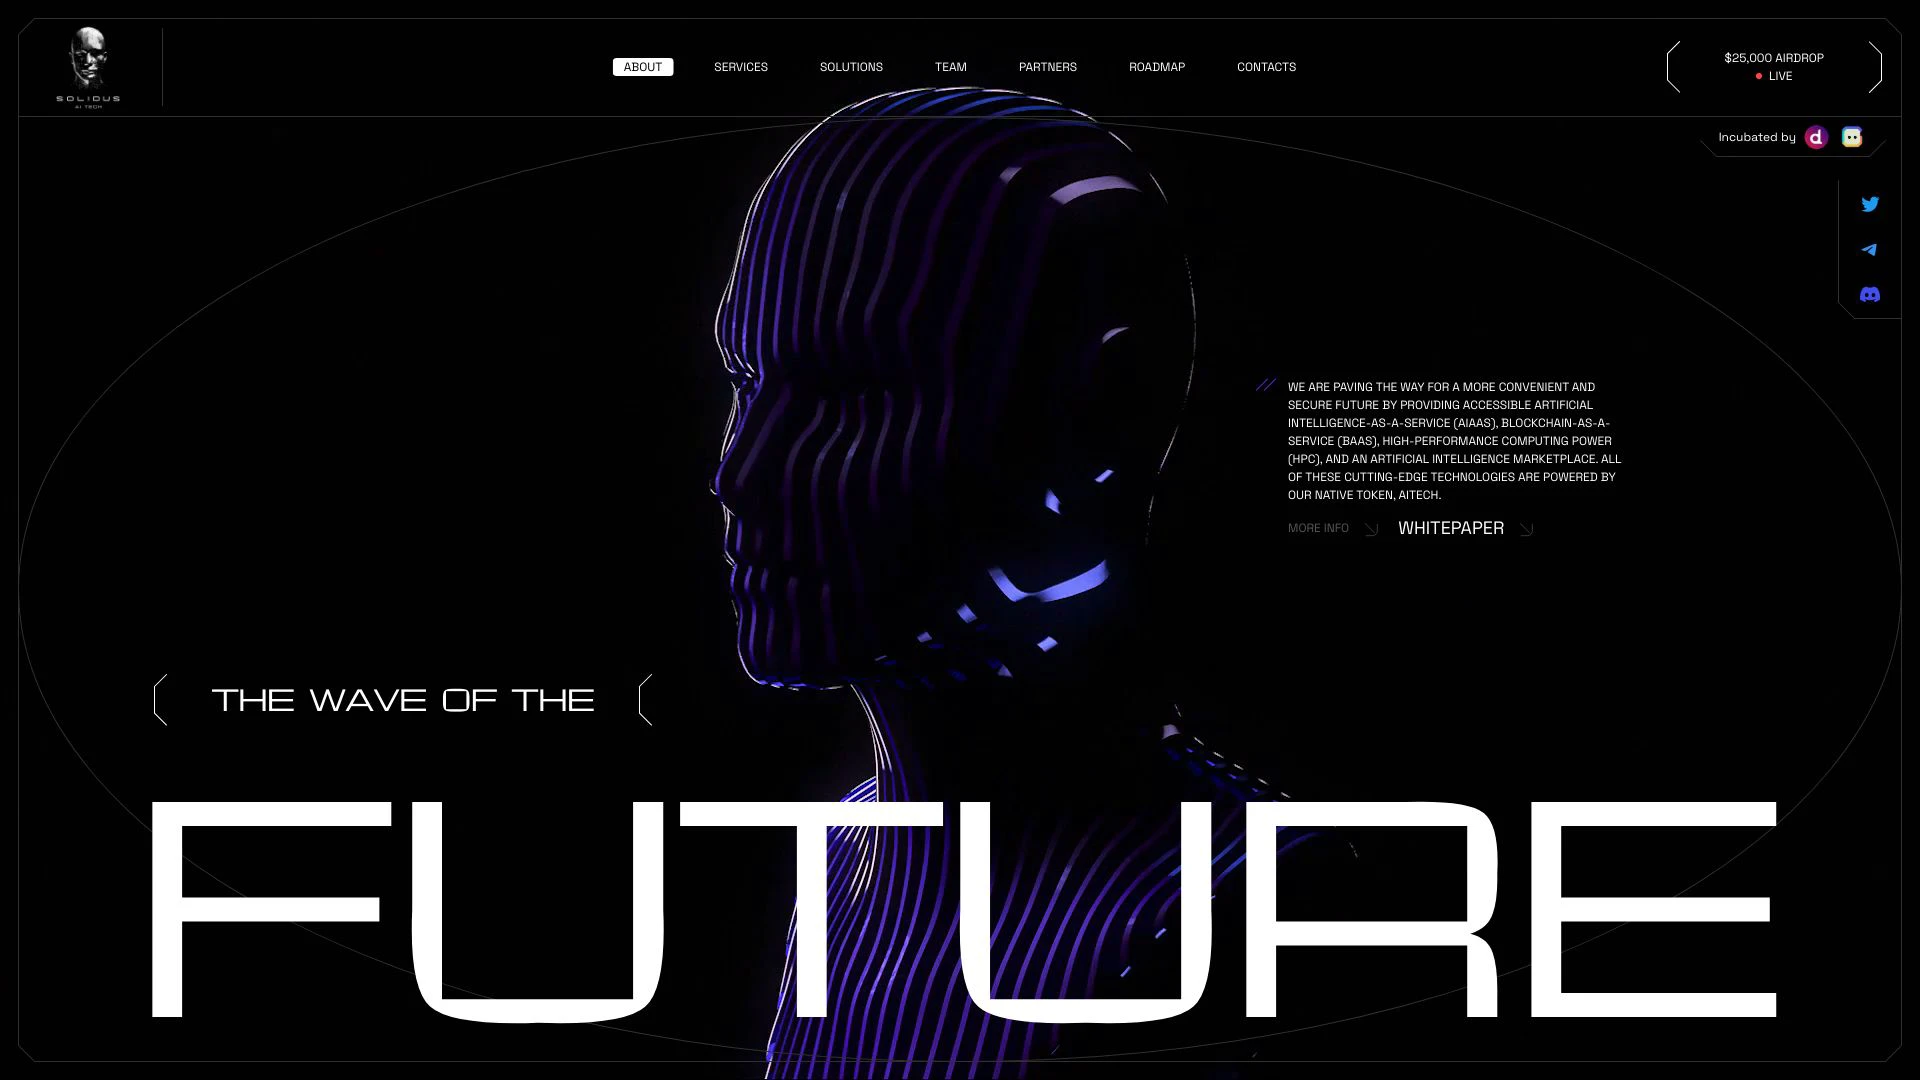 SOLIDUS
AI TECH
ABOUT
SERVICES
SOLUTIONS
TEAM
PARTNERS
ROADMAP
CONTACTS
$25,000 AIRDROP
LIVE
Incubated by
WE ARE PAVING THE WAY FOR A MORE CONVENIENT AND
SECURE FUTURE BY PROVIDING ACCESSIBLE ARTIFICIAL
INTELLIGENCE-AS-A-SERVICE (AIAAS), BLOCKCHAIN-AS-A-
SERVICE (BAAS), HIGH-PERFORMANCE COMPUTING POWER
(HPC), AND AN ARTIFICIAL INTELLIGENCE MARKETPLACE. ALL
OF THESE CUTTING-EDGE TECHNOLOGIES ARE POWERED BY
OUR NATIVE TOKEN, AITECH.
MORE INFO
WHITEPAPER
THE WAVE OF THE
FUTURE